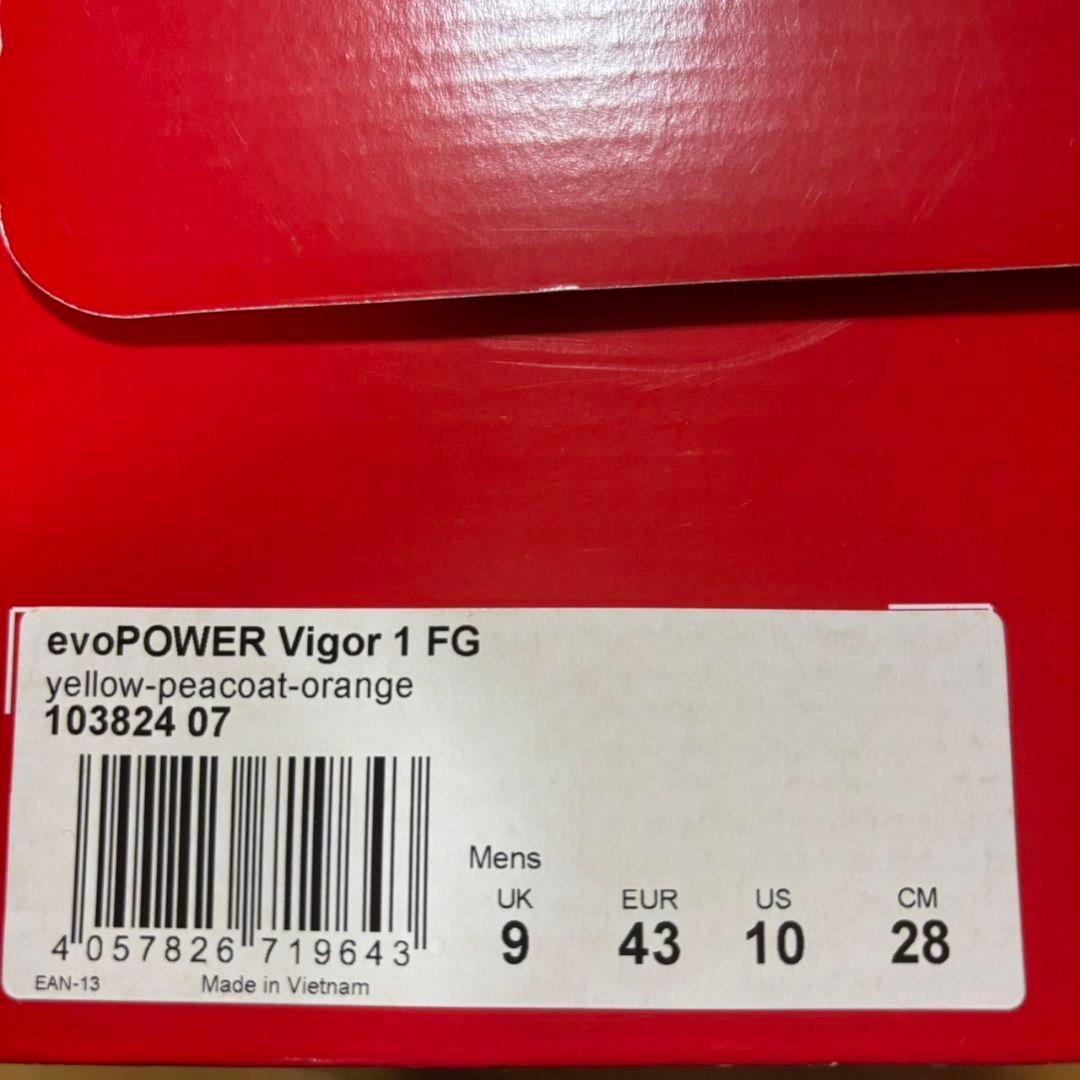 evoPOWER Vigor 1 FG
yellow-peacoat-orange
103824 07
Mens
UK EUR US CM
9 43 10 28
4 057826 719643
EAN-13 Made in Vietnam